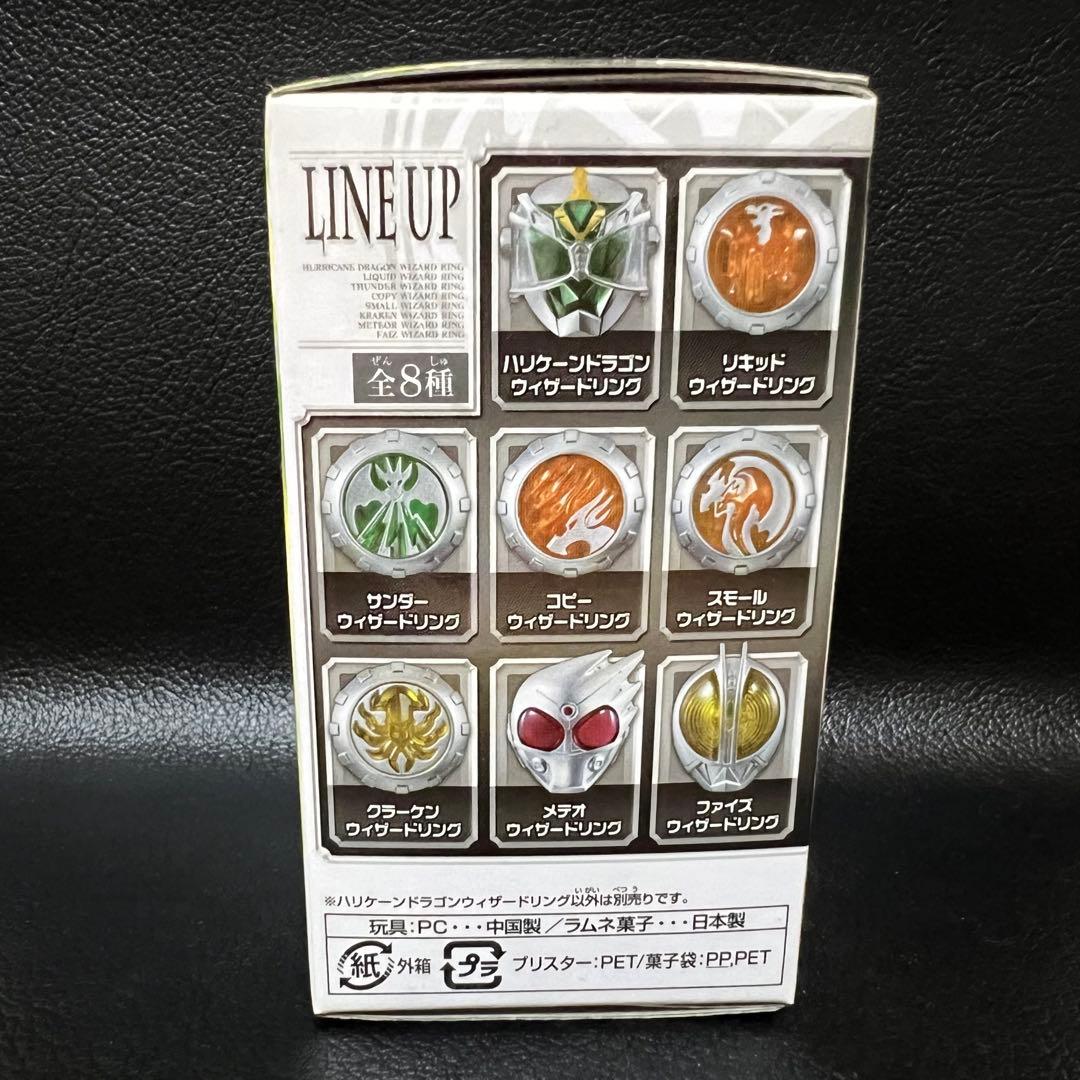 LINE UP
HURRICANE DRAGON WIZARD RING
LIQUID WIZARD RING
THUNDER WIZARD RING
COPY WIZARD RING
SMALL WIZARD RING
KRAKEN WIZARD RING
METEOR WIZARD RING
FAIZ WIZARD RING
ぜん しゅ
全8種
ハリケーンドラゴン
ウィザードリング
リキッド
ウィザードリング
サンダー
ウィザードリング
コピー
ウィザードリング
スモール
ウィザードリング
クラーケン
ウィザードリング
メテオ
ウィザードリング
ファイズ
ウィザードリング
いがい べつう
※ハリケーンドラゴンウィザードリング以外は別売りです。
玩具:PC・・・中国製/ラムネ菓子・・・日本製
紙 外箱 プラ ブリスター:PET/菓子袋:PP,PET